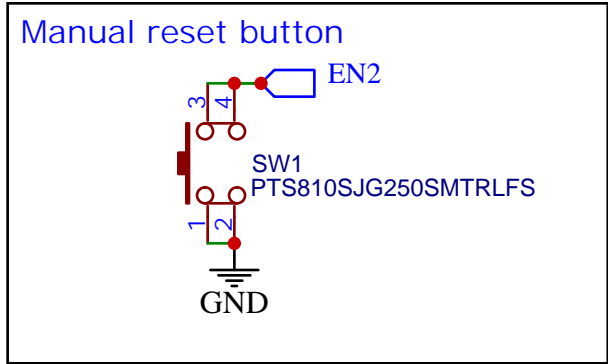 Manual reset button
EN2
3 4
SW1
PTS810SJG250SMTRLFS
1 2
GND